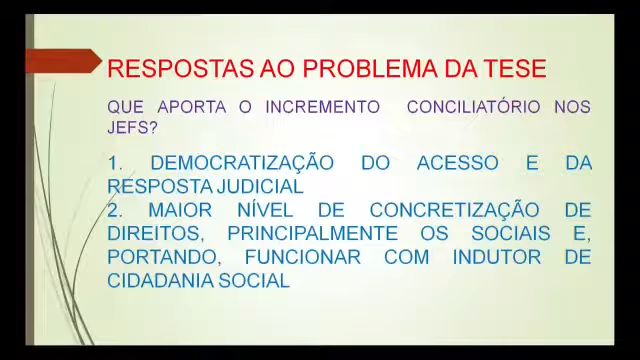 RESPOSTAS AO PROBLEMA DA TESE
QUE APORTA O INCREMENTO CONCILIATÓRIO NOS
JEFS?
1. DEMOCRATIZAÇÃO DO ACESSO E DA
RESPOSTA JUDICIAL
2. MAIOR NÍVEL DE CONCRETIZAÇÃO DE
DIREITOS, PRINCIPALMENTE OS SOCIAIS E,
PORTANDO, FUNCIONAR COM INDUTOR DE
CIDADANIA SOCIAL